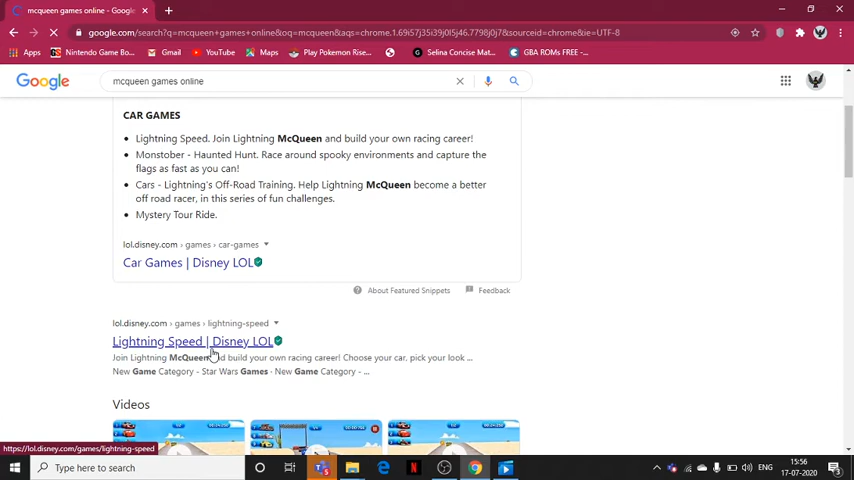 mcqueen games online - Google
google.com/search?q=mcqueen+games+online&oq=mcqueen&aqs=chrome.1.69i57j35i39j0l5j46.7798j0j7&sourceid=chrome&ie=UTF-8
Apps Nintendo Game Bo... Gmail YouTube Maps Play Pokemon Rise... Selina Concise Mat... GBA ROMs FREE -...
Google mcqueen games online
CAR GAMES
• Lightning Speed. Join Lightning McQueen and build your own racing career!
• Monstober - Haunted Hunt. Race around spooky environments and capture the
flags as fast as you can!
• Cars - Lightning's Off-Road Training. Help Lightning McQueen become a better
off road racer, in this series of fun challenges.
• Mystery Tour Ride.
lol.disney.com › games › car-games
Car Games | Disney LOL
About Featured Snippets Feedback
lol.disney.com › games › lightning-speed
Lightning Speed | Disney LOL
Join Lightning McQueen and build your own racing career! Choose your car, pick your look ...
New Game Category - Star Wars Games · New Game Category - ...
Videos
https://lol.disney.com/games/lightning-speed
Type here to search
ENG
15:56
17-07-2020